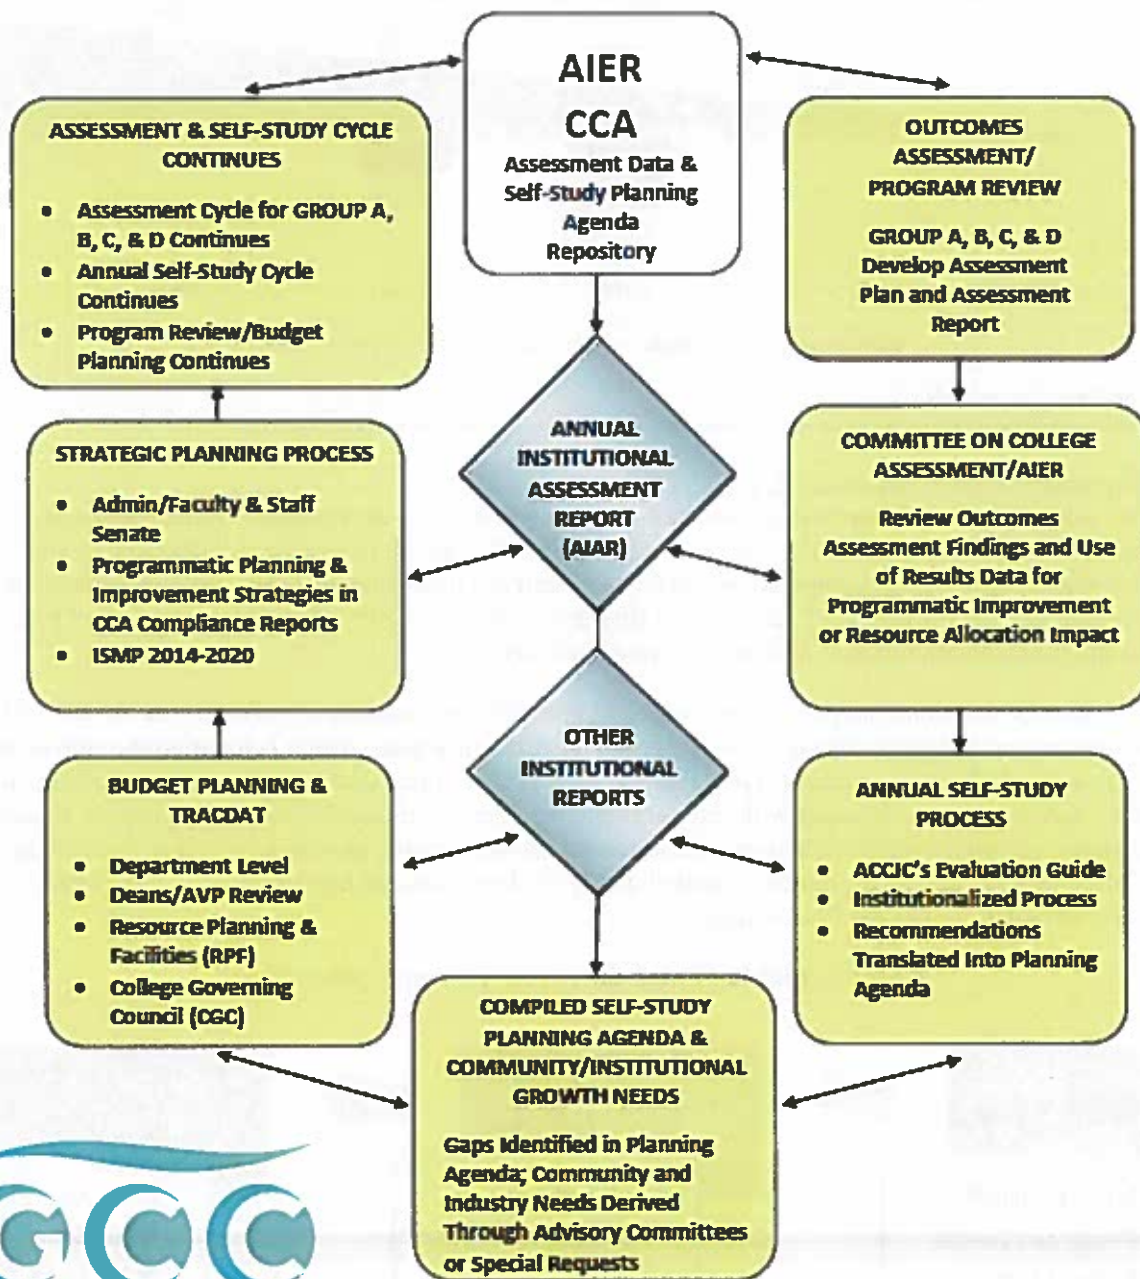 AIER
CCA
Assessment Data &
Self-Study Planning
Agenda
Repository
ASSESSMENT & SELF-STUDY CYCLE
CONTINUES
• Assessment Cycle for GROUP A,
B, C, & D Continues
• Annual Self-Study Cycle
Continues
• Program Review/Budget
Planning Continues
OUTCOMES
ASSESSMENT/
PROGRAM REVIEW
GROUP A, B, C, & D
Develop Assessment
Plan and Assessment
Report
ANNUAL
INSTITUTIONAL
ASSESSMENT
REPORT
(AIAR)
STRATEGIC PLANNING PROCESS
• Admin/Faculty & Staff
Senate
• Programmatic Planning &
Improvement Strategies in
CCA Compliance Reports
• ISMP 2014-2020
COMMITTEE ON COLLEGE
ASSESSMENT/AIER
Review Outcomes
Assessment Findings and Use
of Results Data for
Programmatic Improvement
or Resource Allocation Impact
OTHER
INSTITUTIONAL
REPORTS
BUDGET PLANNING &
TRACDAT
• Department Level
• Deans/AVP Review
• Resource Planning &
Facilities (RPF)
• College Governing
Council (CGC)
ANNUAL SELF-STUDY
PROCESS
• ACCJC's Evaluation Guide
• Institutionalized Process
• Recommendations
Translated Into Planning
Agenda
COMPILED SELF-STUDY
PLANNING AGENDA &
COMMUNITY/INSTITUTIONAL
GROWTH NEEDS
Gaps Identified in Planning
Agenda; Community and
Industry Needs Derived
Through Advisory Committees
or Special Requests
GCC